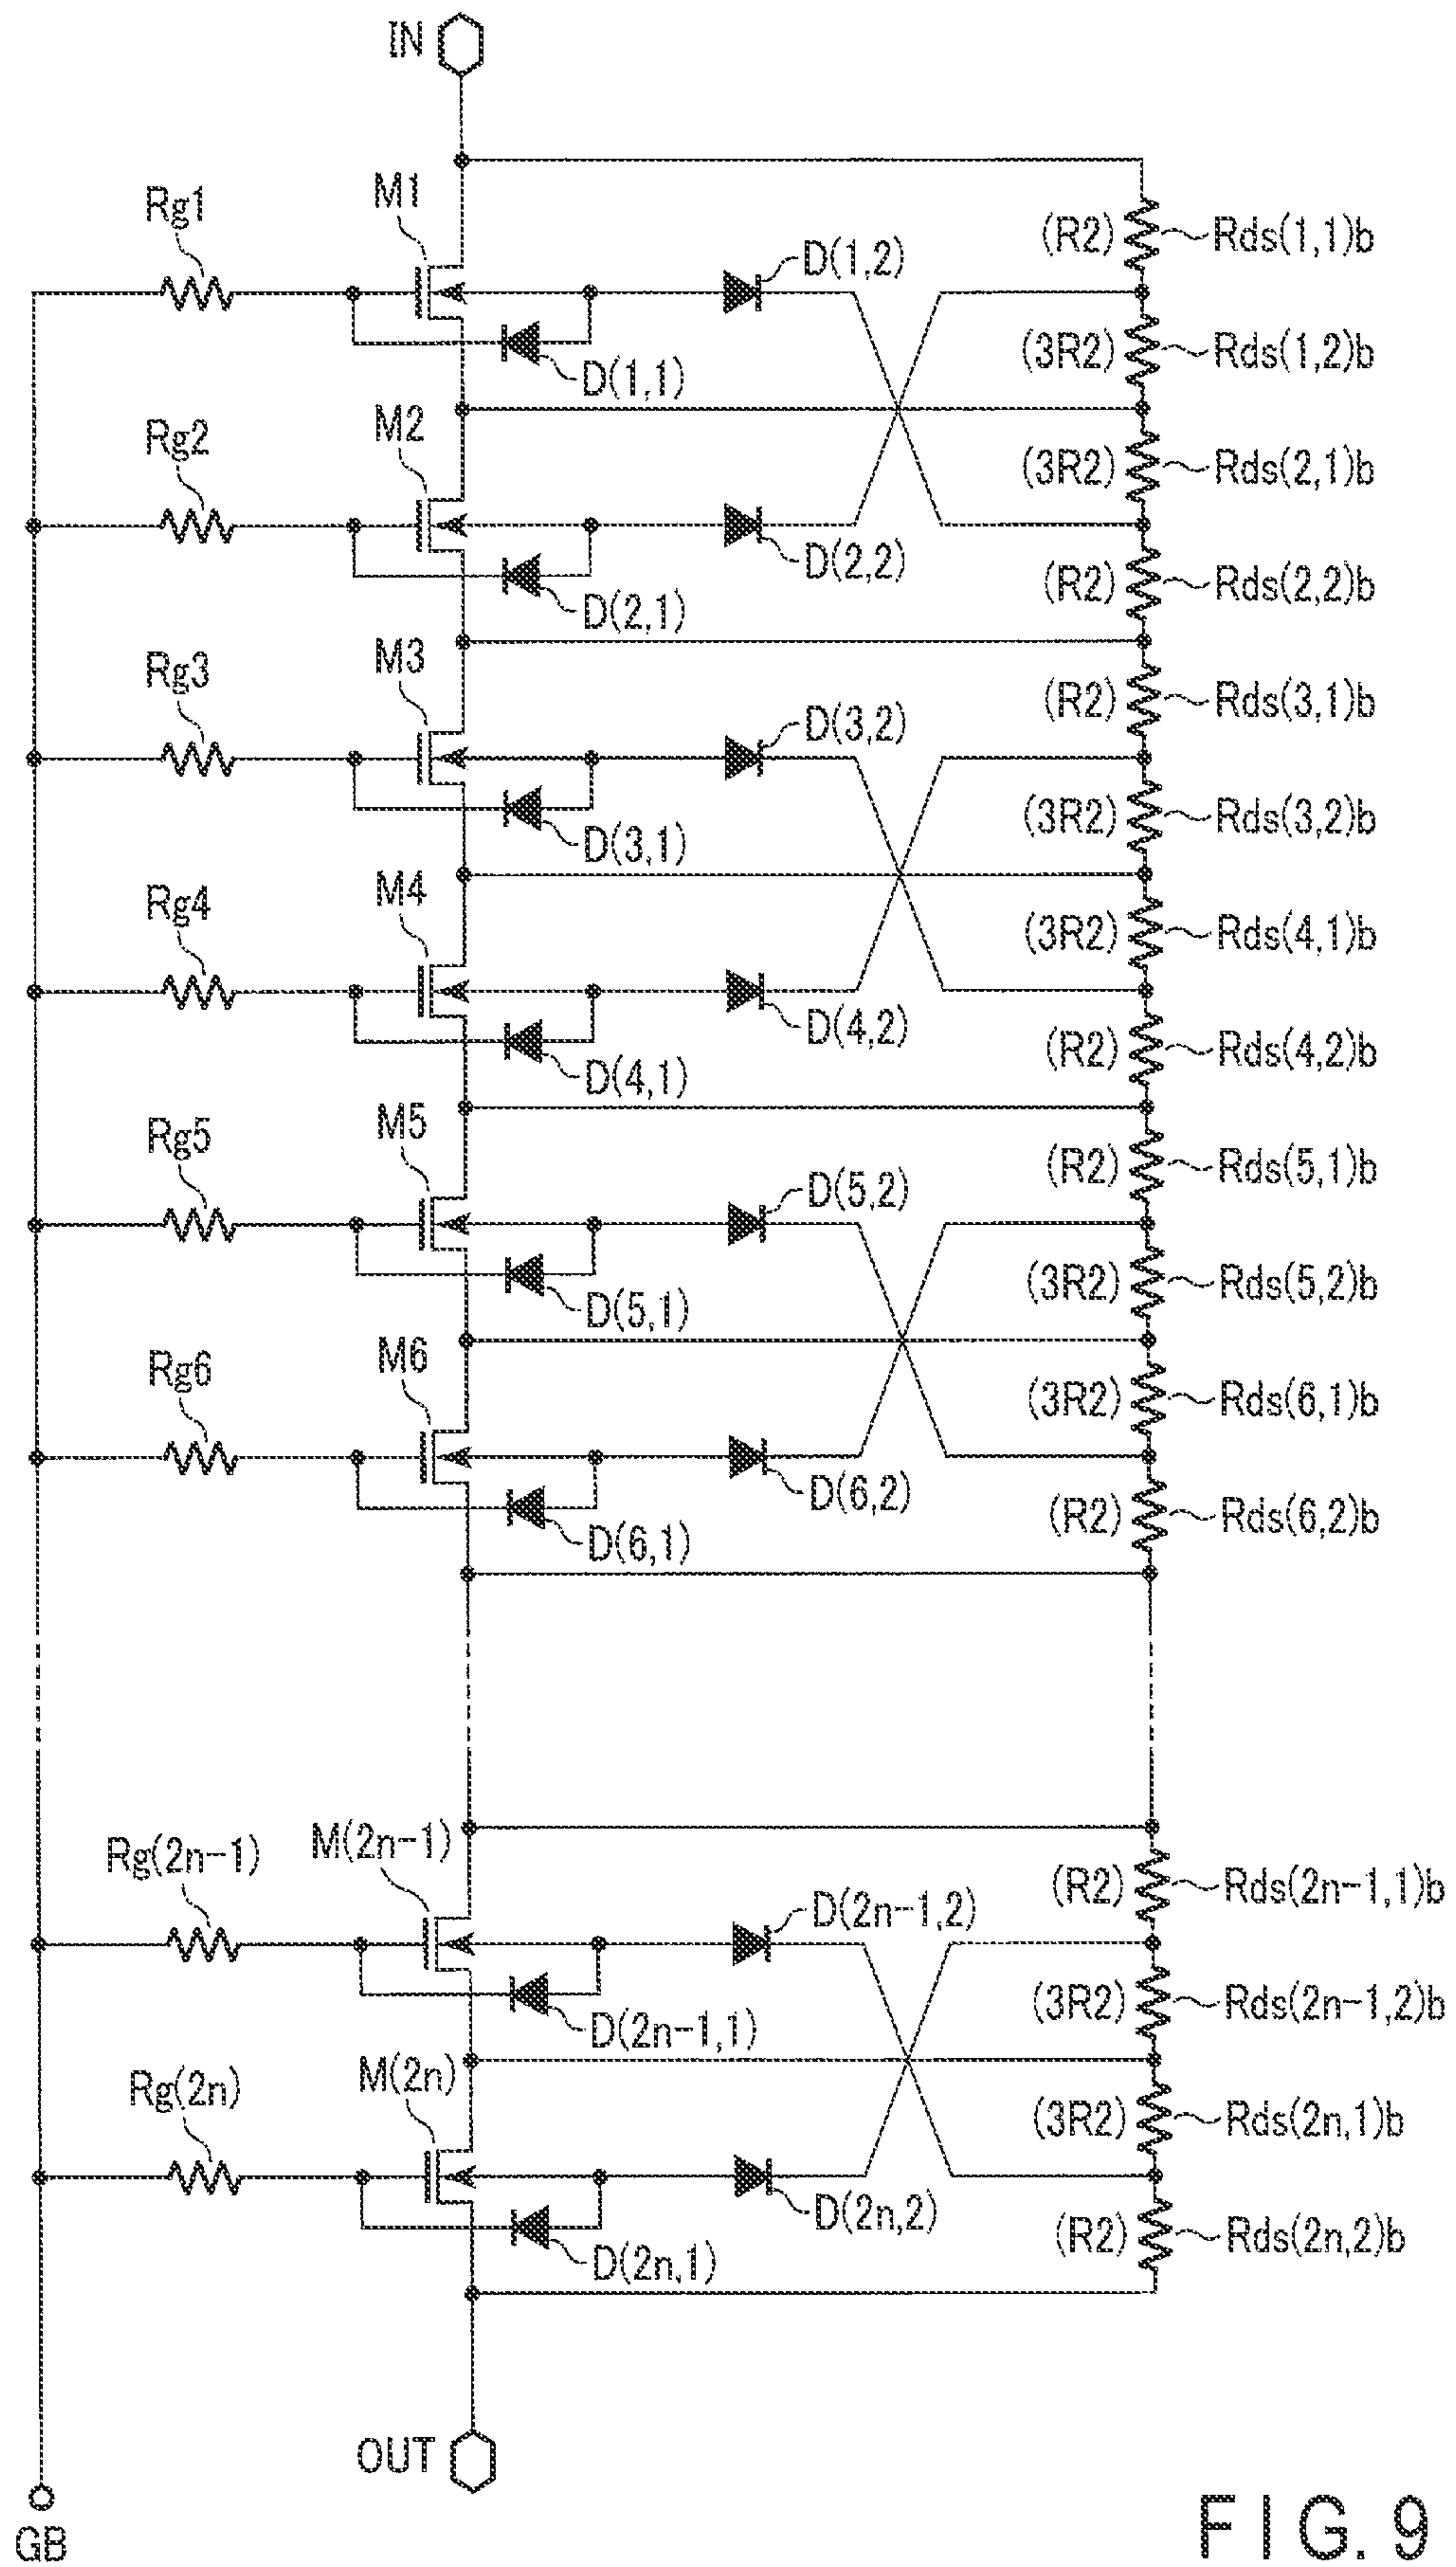 IN
M1
Rg1
(R2) Rds(1,1)b
D(1,2)
(3R2) Rds(1,2)b
D(1,1)
M2
Rg2
(3R2) Rds(2,1)b
D(2,2)
(R2) Rds(2,2)b
D(2,1)
M3
Rg3
(R2) Rds(3,1)b
D(3,2)
(3R2) Rds(3,2)b
D(3,1)
M4
Rg4
(3R2) Rds(4,1)b
D(4,2)
(R2) Rds(4,2)b
D(4,1)
M5
Rg5
(R2) Rds(5,1)b
D(5,2)
(3R2) Rds(5,2)b
D(5,1)
M6
Rg6
(3R2) Rds(6,1)b
D(6,2)
(R2) Rds(6,2)b
D(6,1)
M(2n-1)
Rg(2n-1)
(R2) Rds(2n-1,1)b
D(2n-1,2)
(3R2) Rds(2n-1,2)b
D(2n-1,1)
M(2n)
Rg(2n)
(3R2) Rds(2n,1)b
D(2n,2)
(R2) Rds(2n,2)b
D(2n,1)
OUT
GB
FIG. 9